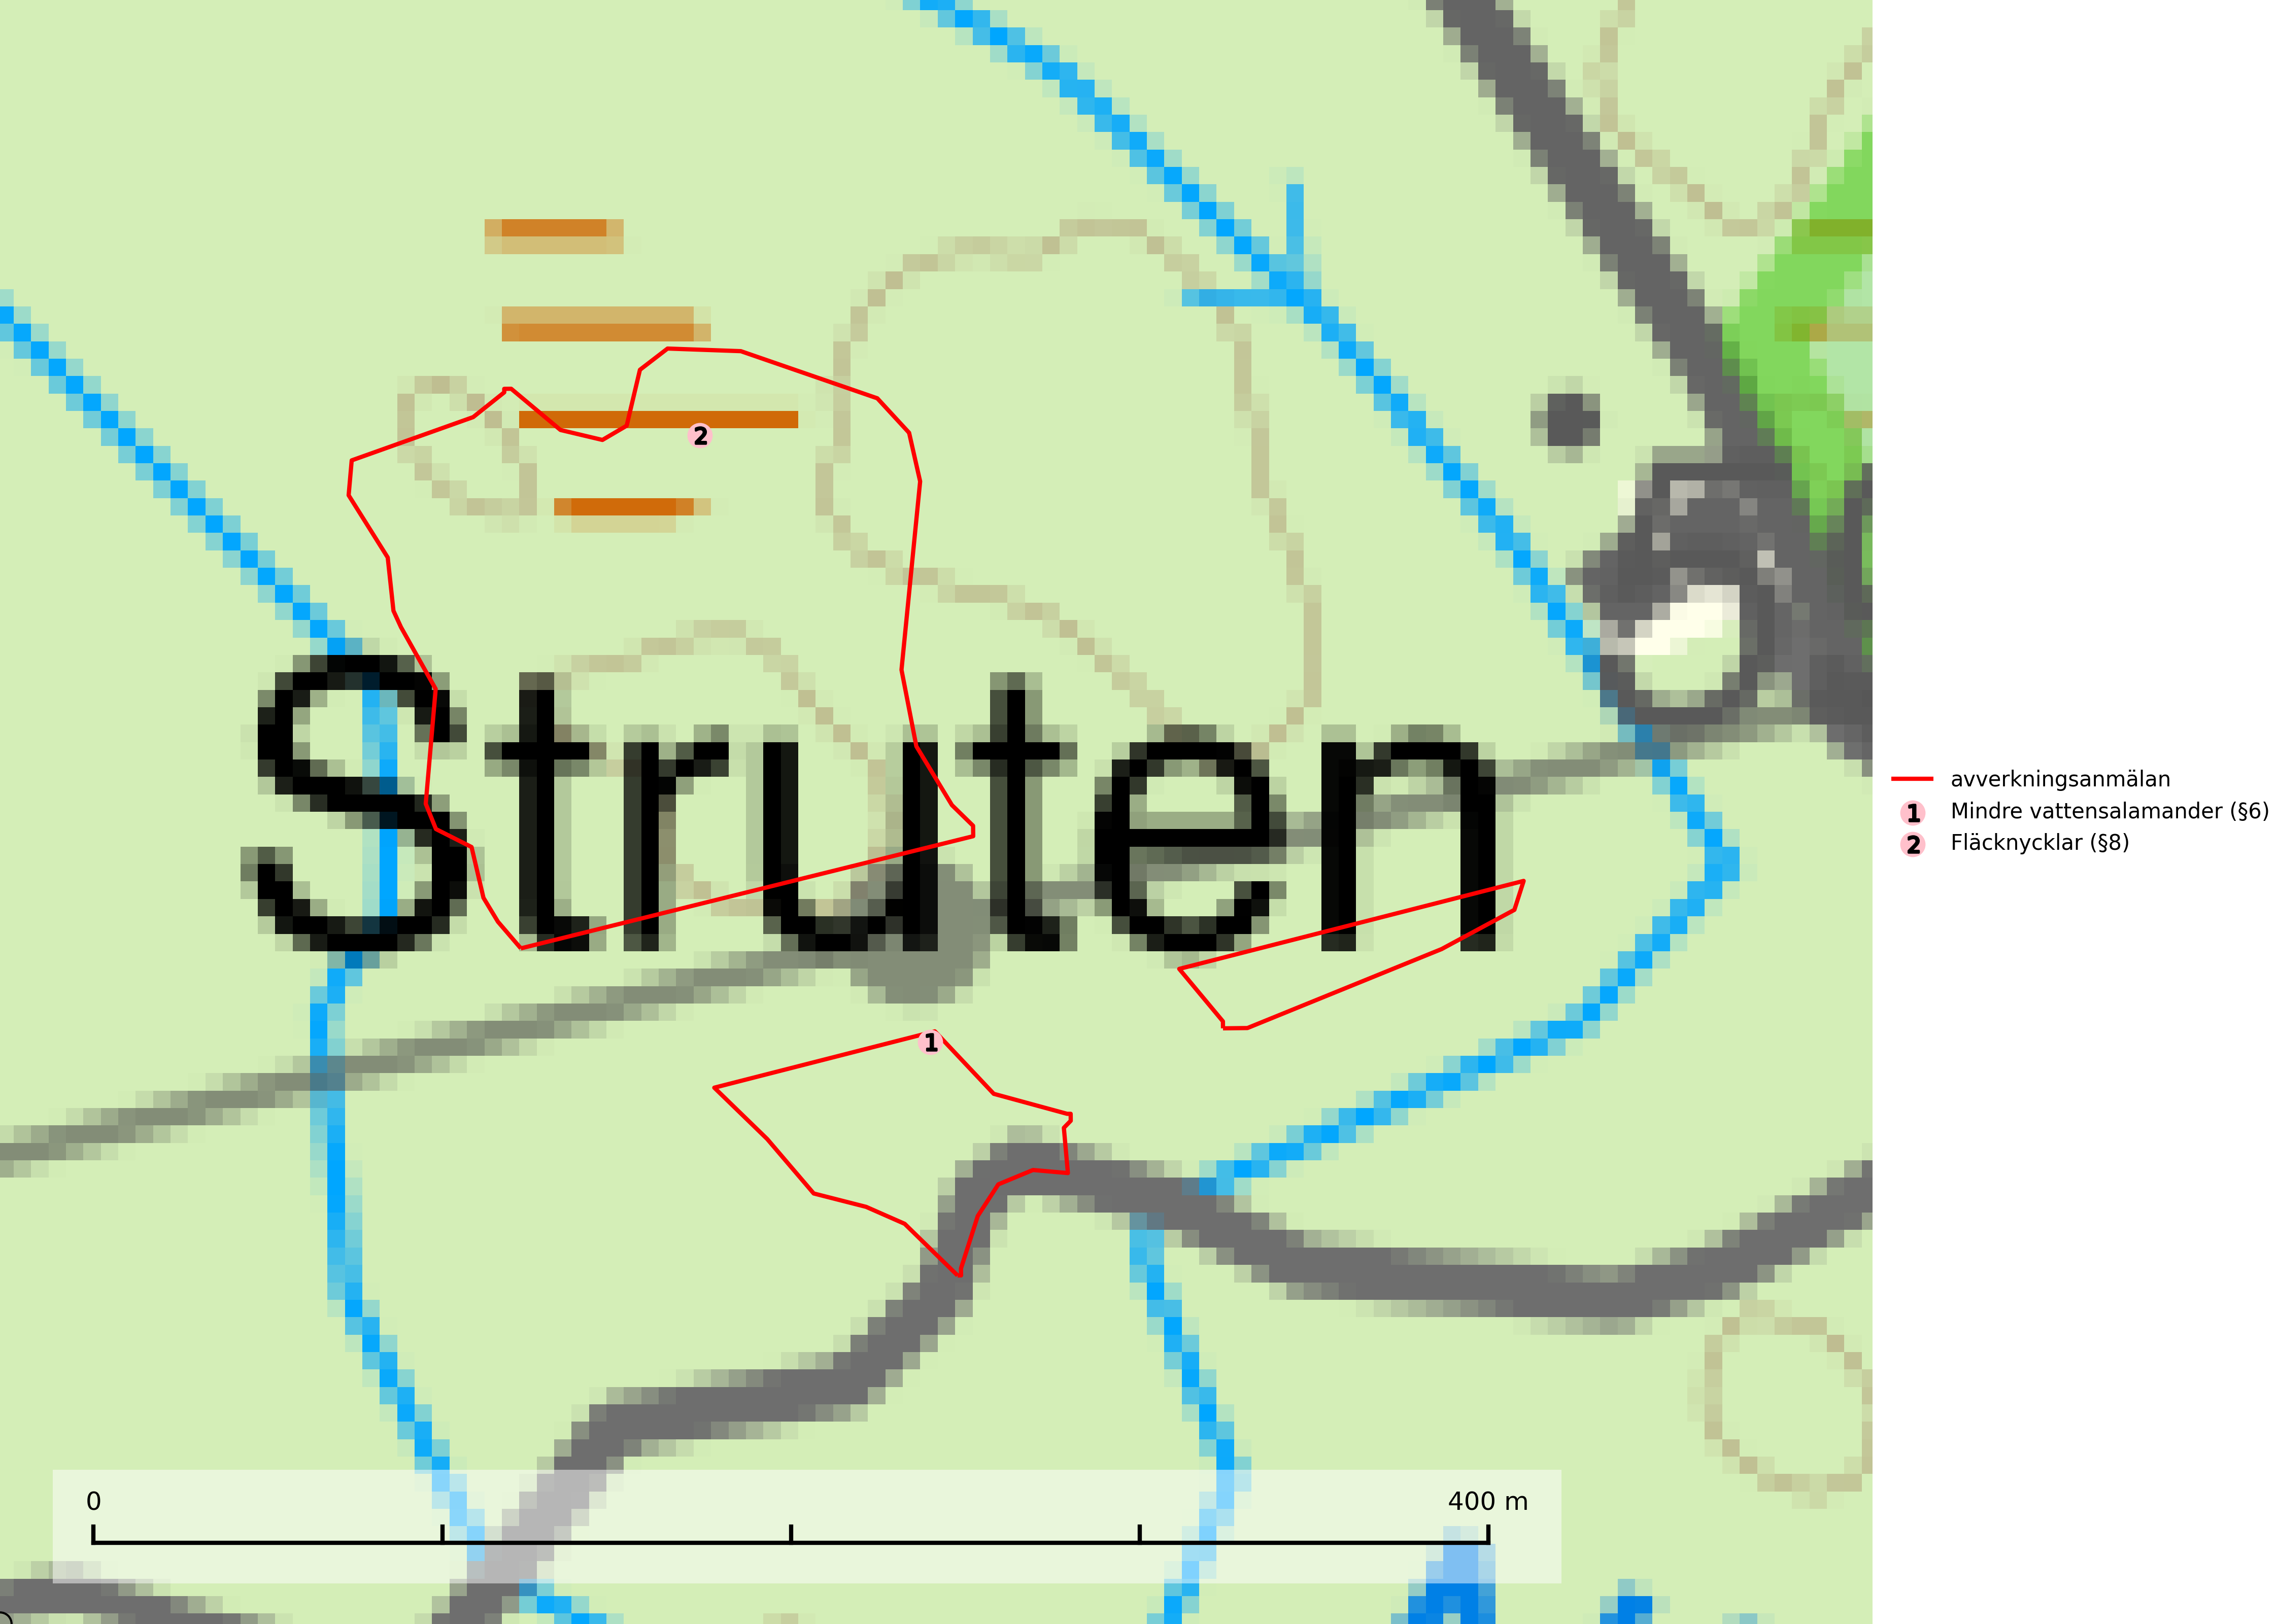 2
Struten
1
0 400 m
avverkningsanmälan
1 Mindre vattensalamander (§6)
2 Fläcknycklar (§8)